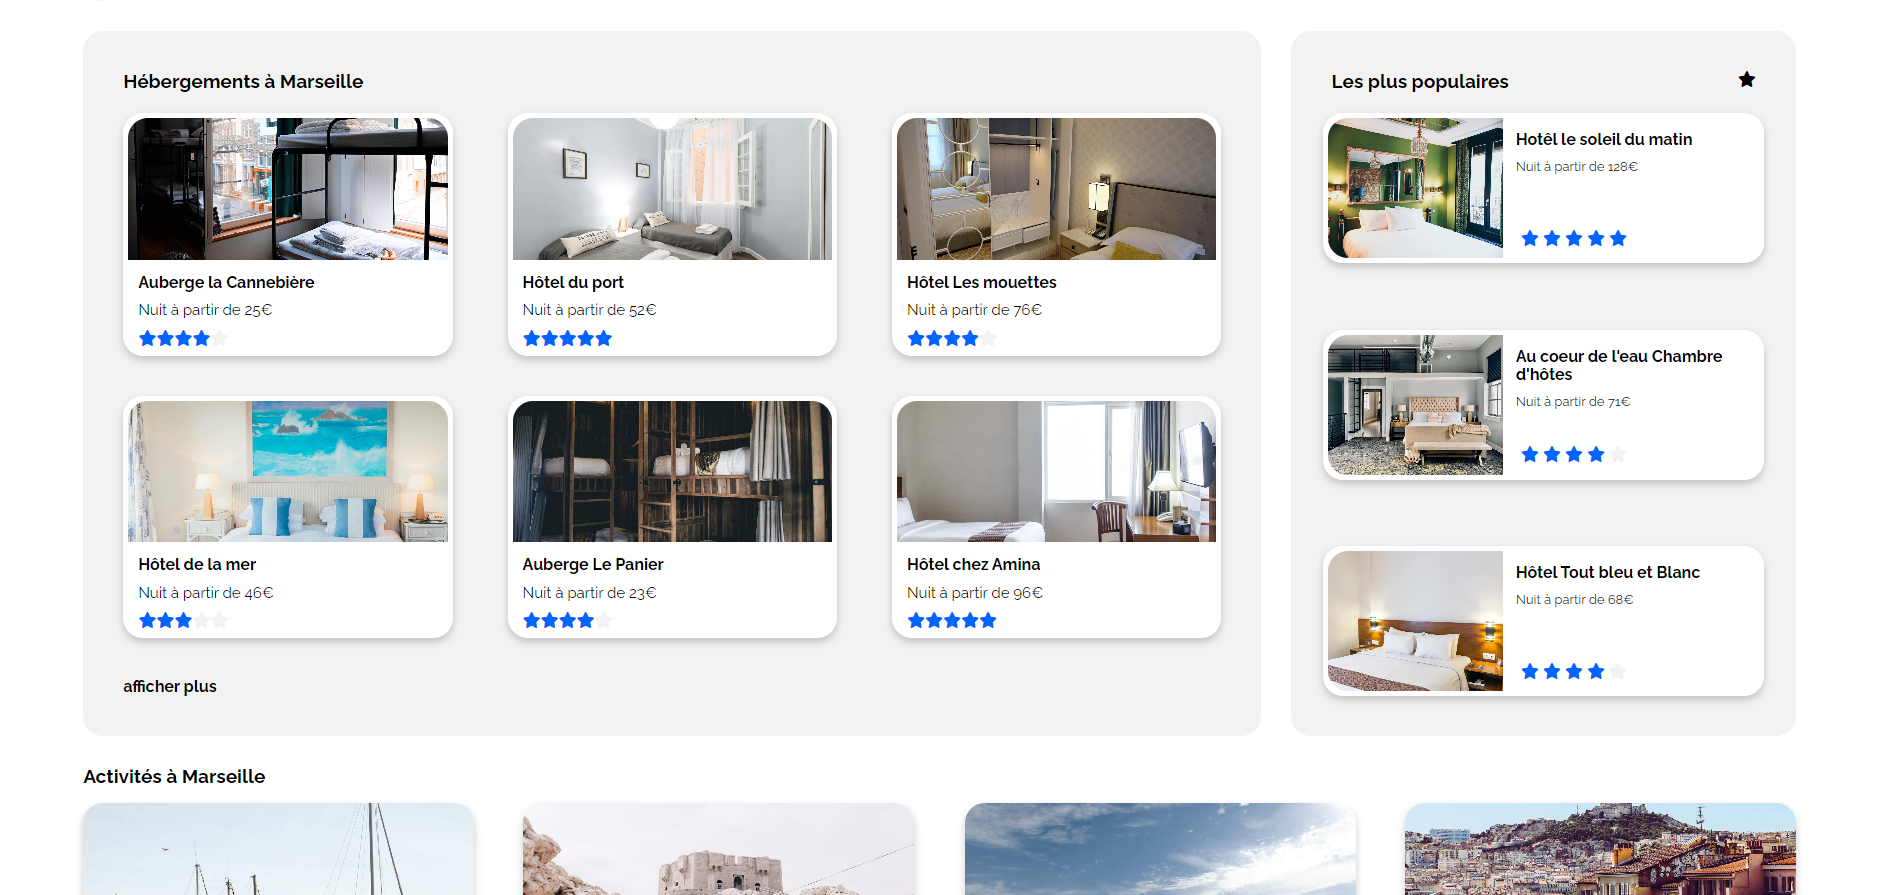 Hébergements à Marseille
Auberge la Cannebière
Nuit à partir de 25€
Hôtel du port
Nuit à partir de 52€
Hôtel Les mouettes
Nuit à partir de 76€
Hôtel de la mer
Nuit à partir de 46€
Auberge Le Panier
Nuit à partir de 23€
Hôtel chez Amina
Nuit à partir de 96€
afficher plus
Les plus populaires
Hotêl le soleil du matin
Nuit à partir de 128€
Au coeur de l'eau Chambre
d'hôtes
Nuit à partir de 71€
Hôtel Tout bleu et Blanc
Nuit à partir de 68€
Activités à Marseille